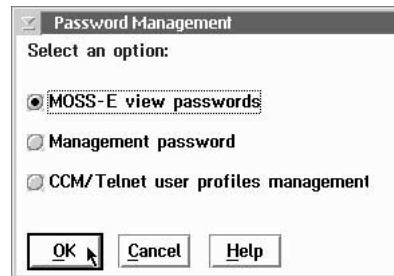 Password Management
Select an option:
MOSS-E view passwords
Management password
CCM/Telnet user profiles management
OK Cancel Help